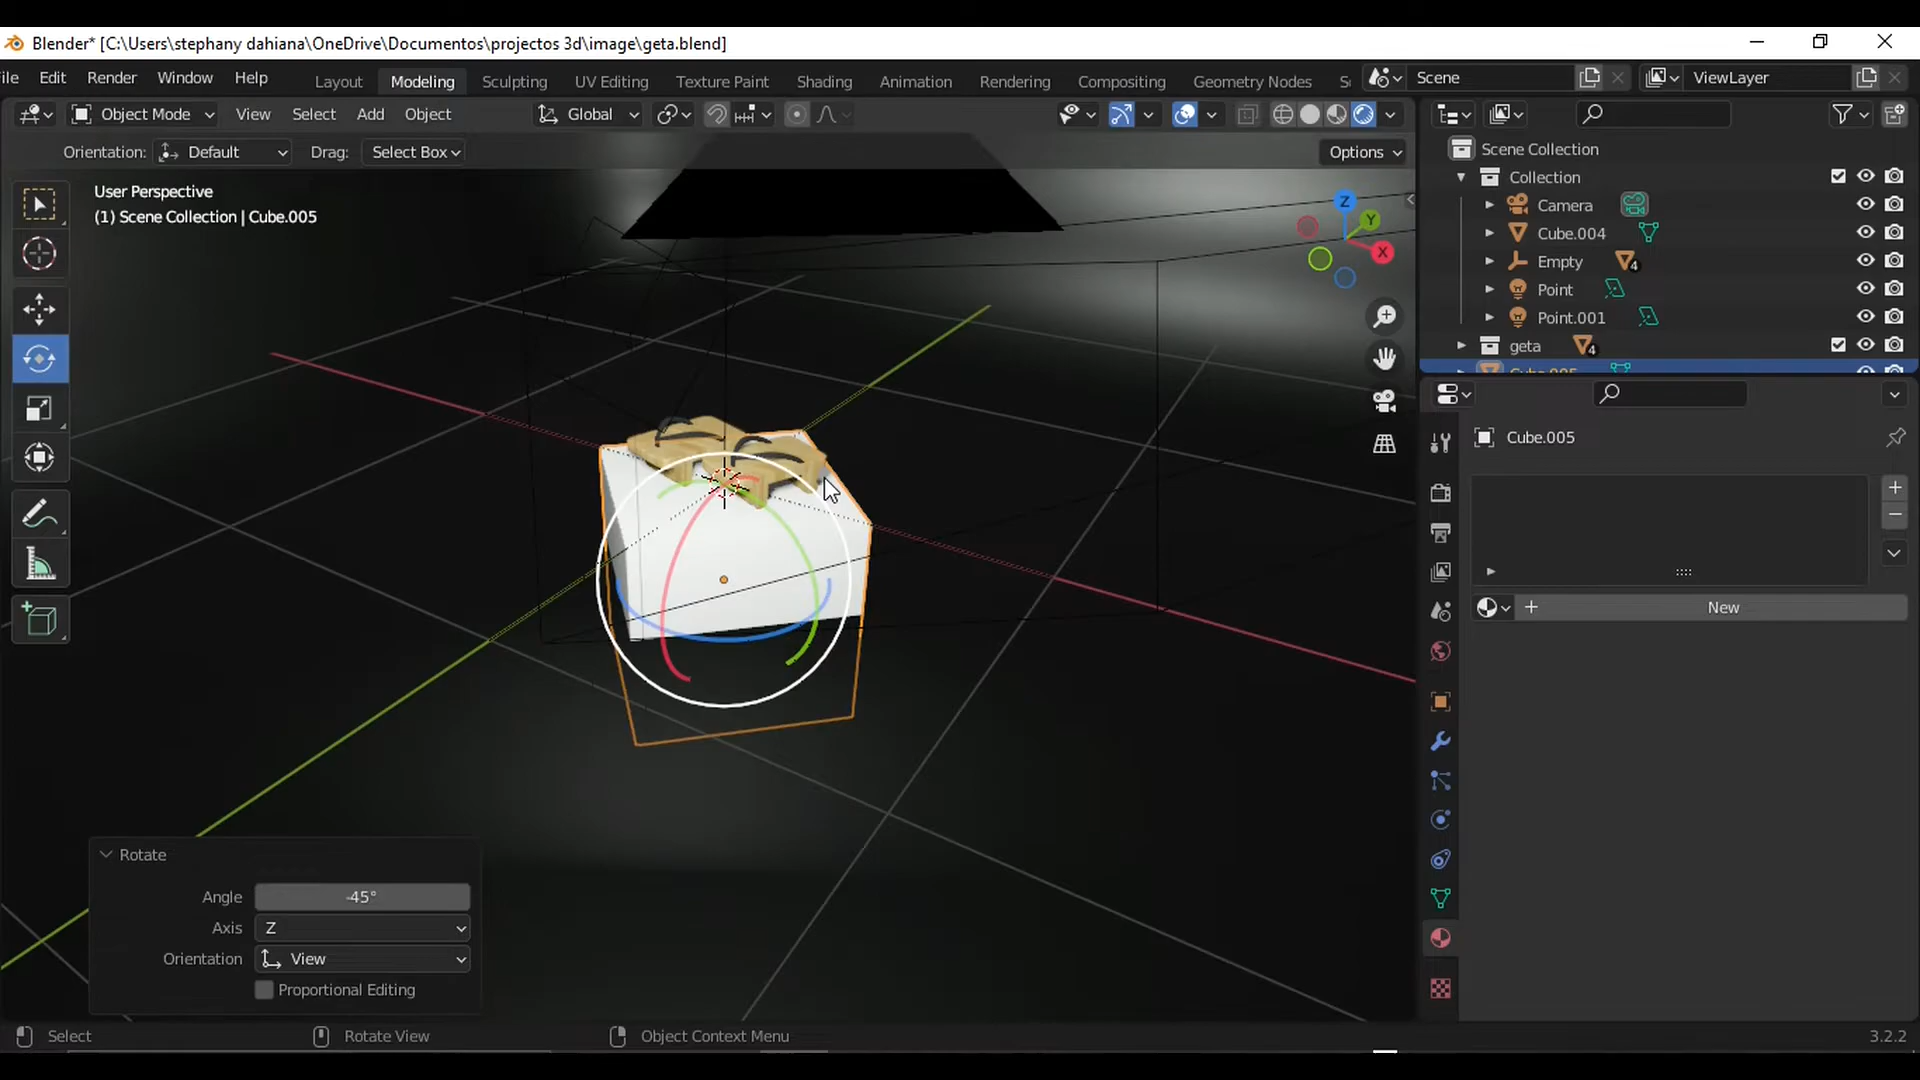 Blender* [C:\Users\stephany dahiana\OneDrive\Documentos\projectos 3d\image\geta.blend]
ile Edit Render Window Help Layout Modeling Sculpting UV Editing Texture Paint Shading Animation Rendering Compositing Geometry Nodes S Scene ViewLayer
Object Mode View Select Add Object Global
Orientation: Default Drag: Select Box Options
User Perspective
(1) Scene Collection | Cube.005
Z
Y
X
Scene Collection
Collection
Camera
Cube.004
Empty 4
Point
Point.001
geta 4
Cube.005
Cube.005
New
Rotate
Angle -45°
Axis Z
Orientation View
Proportional Editing
Select Rotate View Object Context Menu 3.2.2